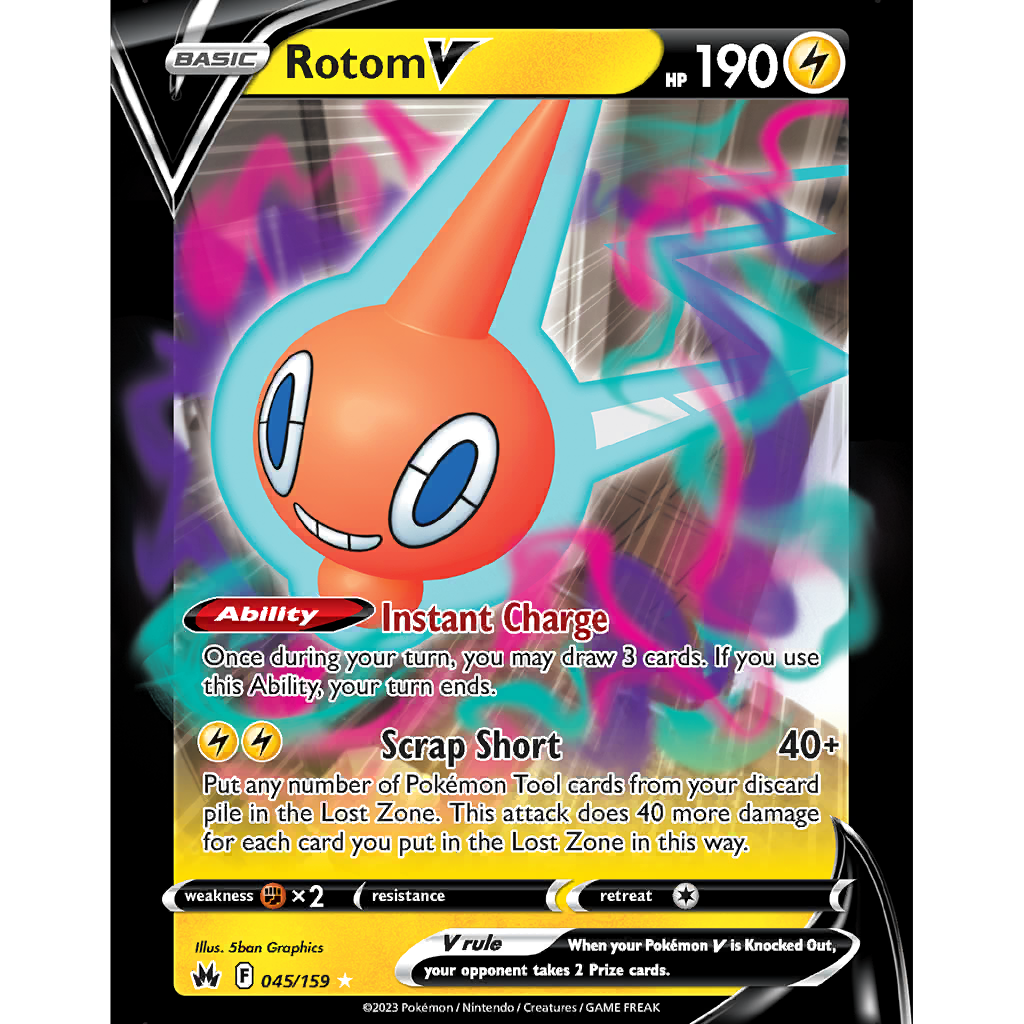 BASIC Rotom V HP 190
Ability Instant Charge
Once during your turn, you may draw 3 cards. If you use
this Ability, your turn ends.
Scrap Short 40+
Put any number of Pokémon Tool cards from your discard
pile in the Lost Zone. This attack does 40 more damage
for each card you put in the Lost Zone in this way.
weakness ×2 resistance retreat
Illus. 5ban Graphics
V rule When your Pokémon V is Knocked Out,
your opponent takes 2 Prize cards.
F 045/159
©2023 Pokémon / Nintendo / Creatures / GAME FREAK